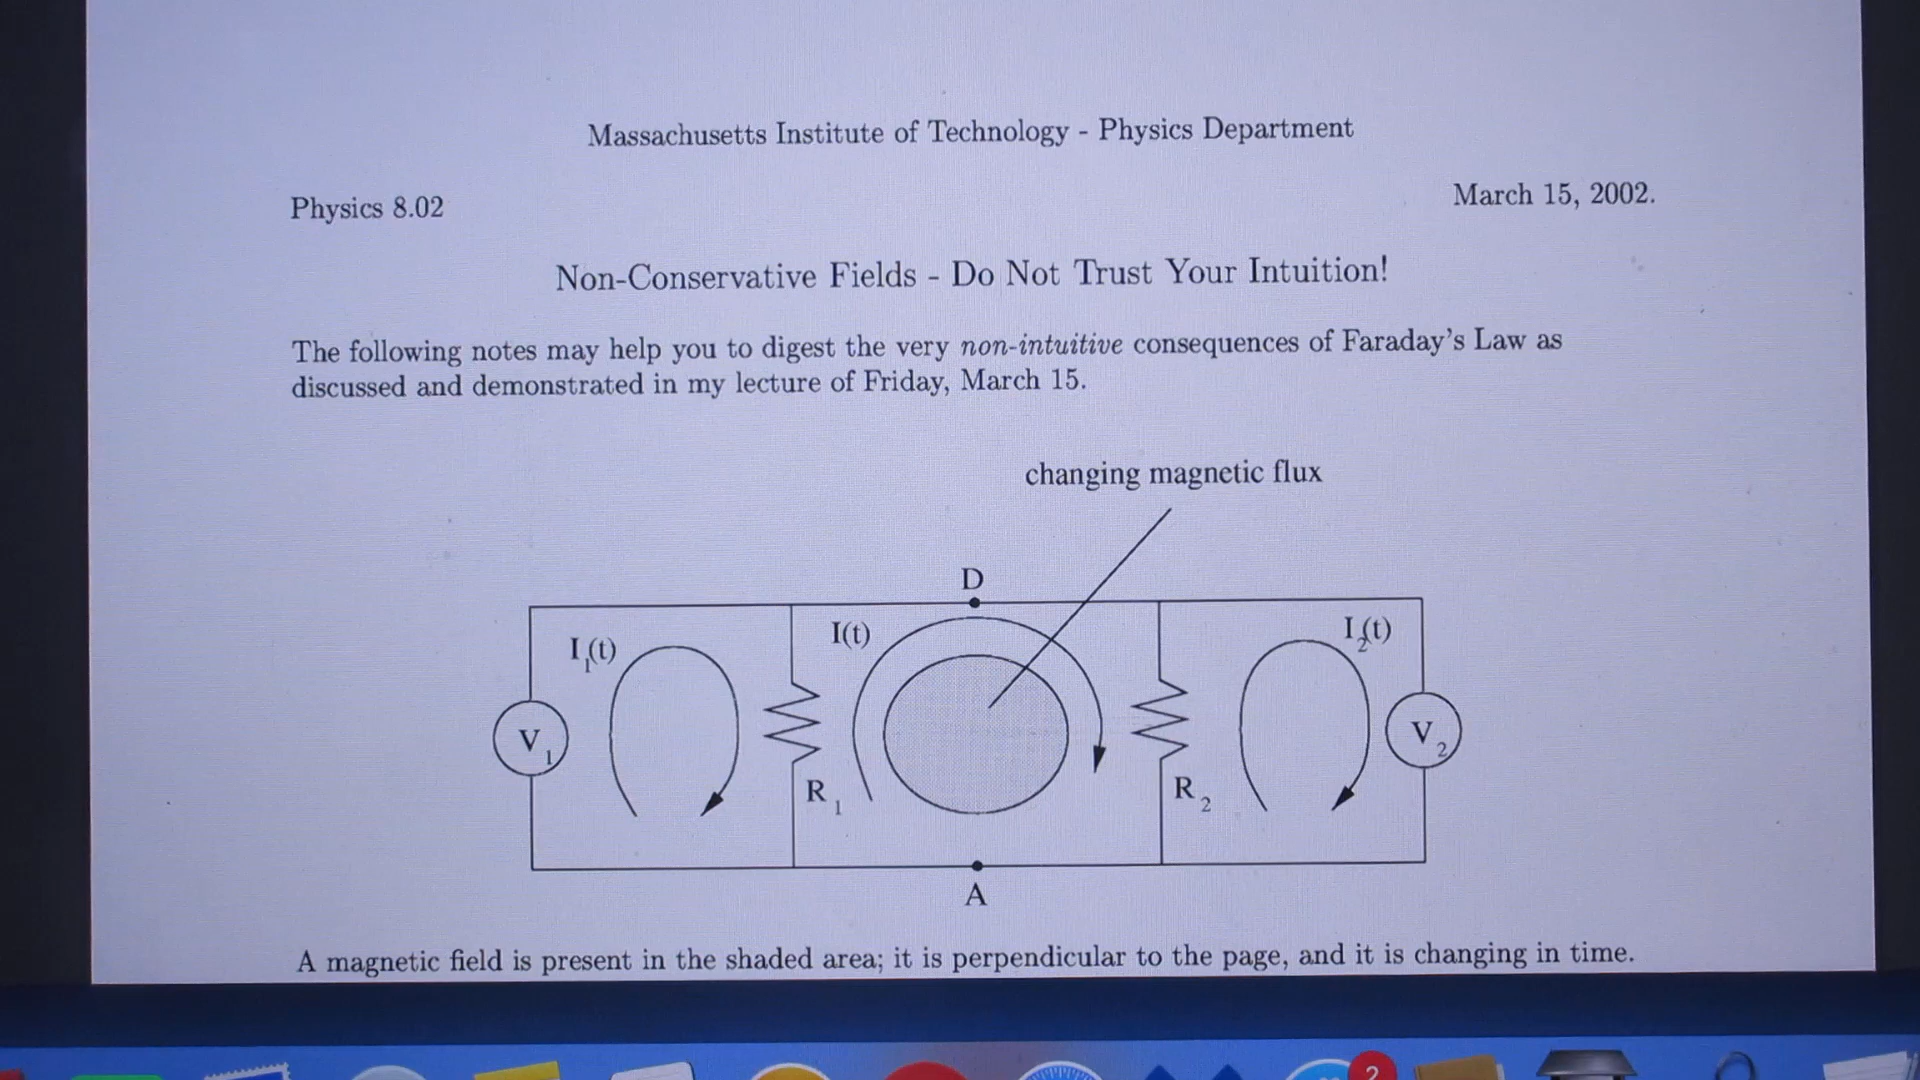 Massachusetts Institute of Technology - Physics Department
Physics 8.02
March 15, 2002.
Non-Conservative Fields - Do Not Trust Your Intuition!
The following notes may help you to digest the very non-intuitive consequences of Faraday's Law as
discussed and demonstrated in my lecture of Friday, March 15.
changing magnetic flux
D
I1(t)
I(t)
I2(t)
V1
V2
R1
R2
A
A magnetic field is present in the shaded area; it is perpendicular to the page, and it is changing in time.
2